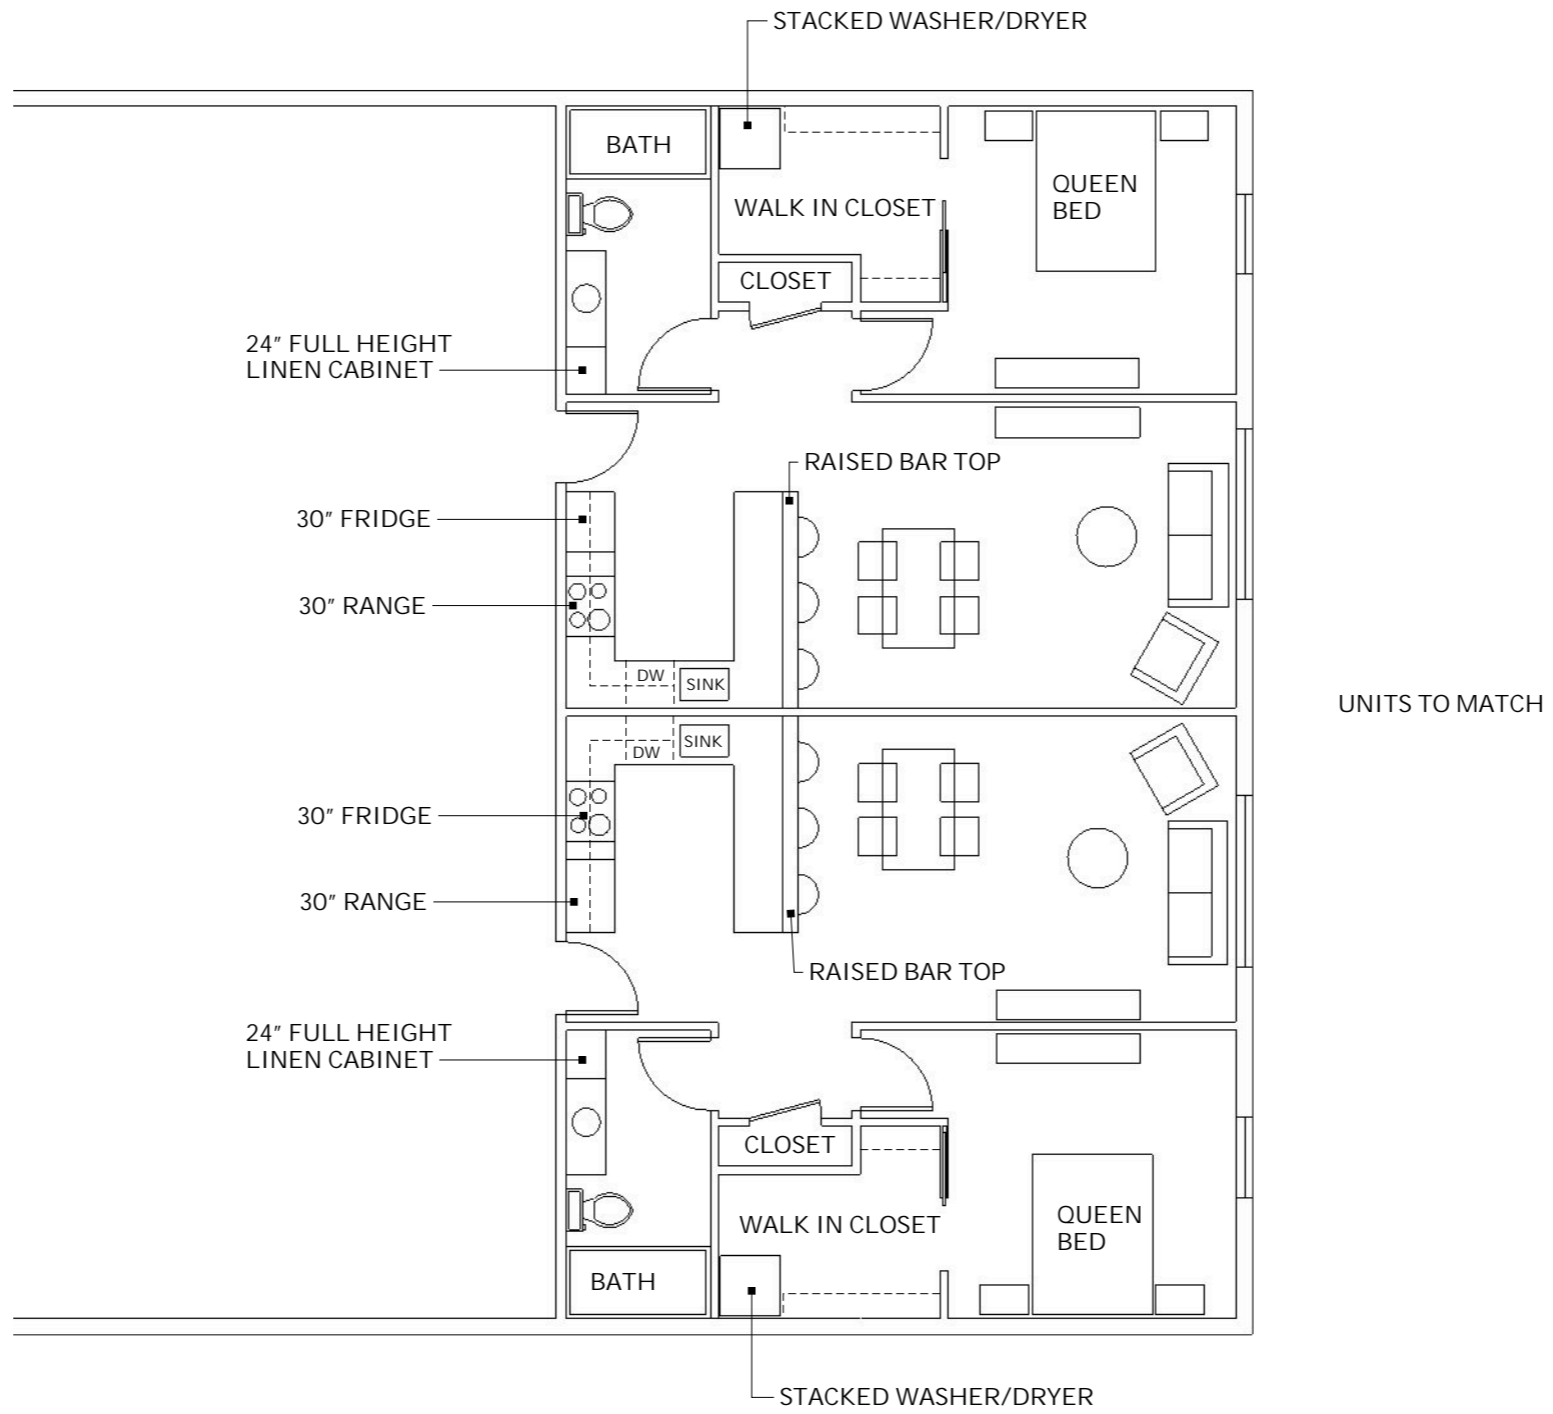 STACKED WASHER/DRYER
BATH
QUEEN
BED
WALK IN CLOSET
CLOSET
24" FULL HEIGHT
LINEN CABINET
RAISED BAR TOP
30" FRIDGE
30" RANGE
DW
SINK
UNITS TO MATCH
SINK
DW
30" FRIDGE
30" RANGE
RAISED BAR TOP
24" FULL HEIGHT
LINEN CABINET
CLOSET
WALK IN CLOSET
QUEEN
BED
BATH
STACKED WASHER/DRYER